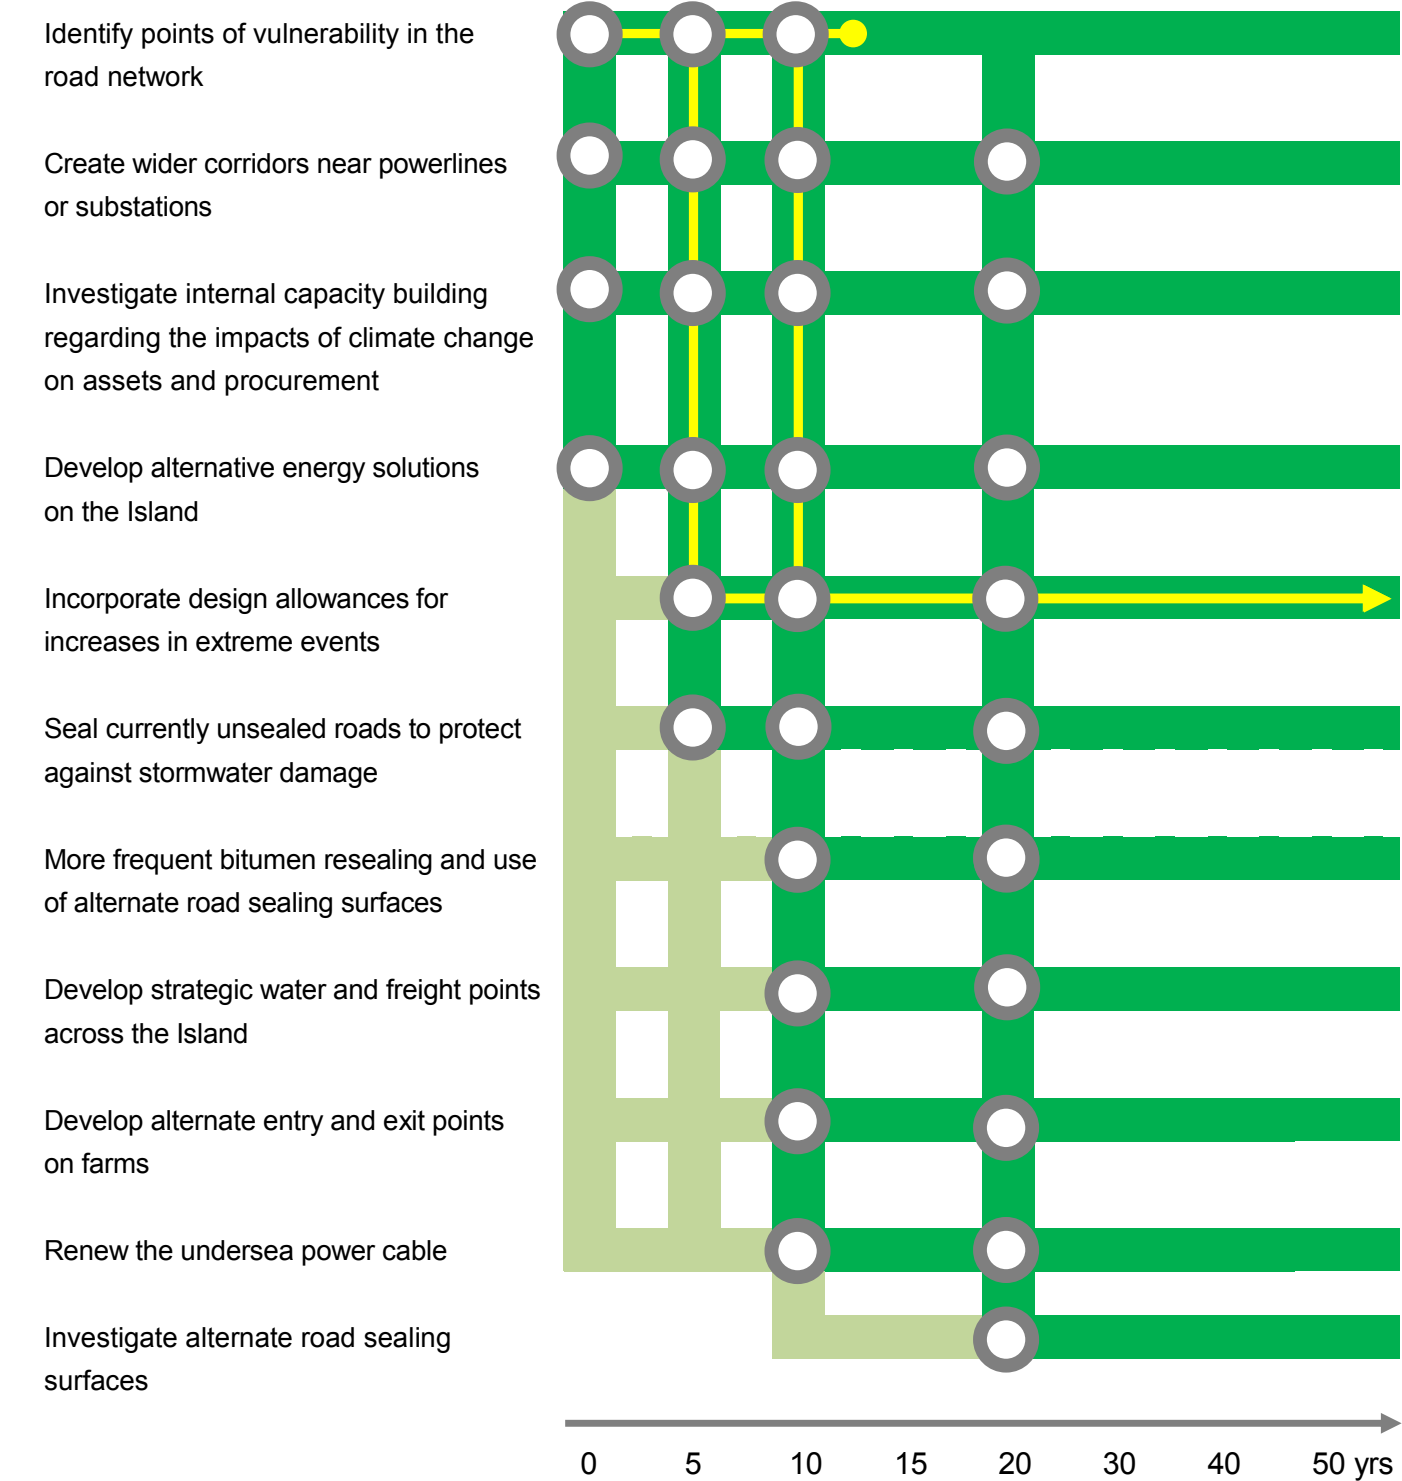 Identify points of vulnerability in the
road network
Create wider corridors near powerlines
or substations
Investigate internal capacity building
regarding the impacts of climate change
on assets and procurement
Develop alternative energy solutions
on the Island
Incorporate design allowances for
increases in extreme events
Seal currently unsealed roads to protect
against stormwater damage
More frequent bitumen resealing and use
of alternate road sealing surfaces
Develop strategic water and freight points
across the Island
Develop alternate entry and exit points
on farms
Renew the undersea power cable
Investigate alternate road sealing
surfaces
0 5 10 15 20 30 40 50 yrs